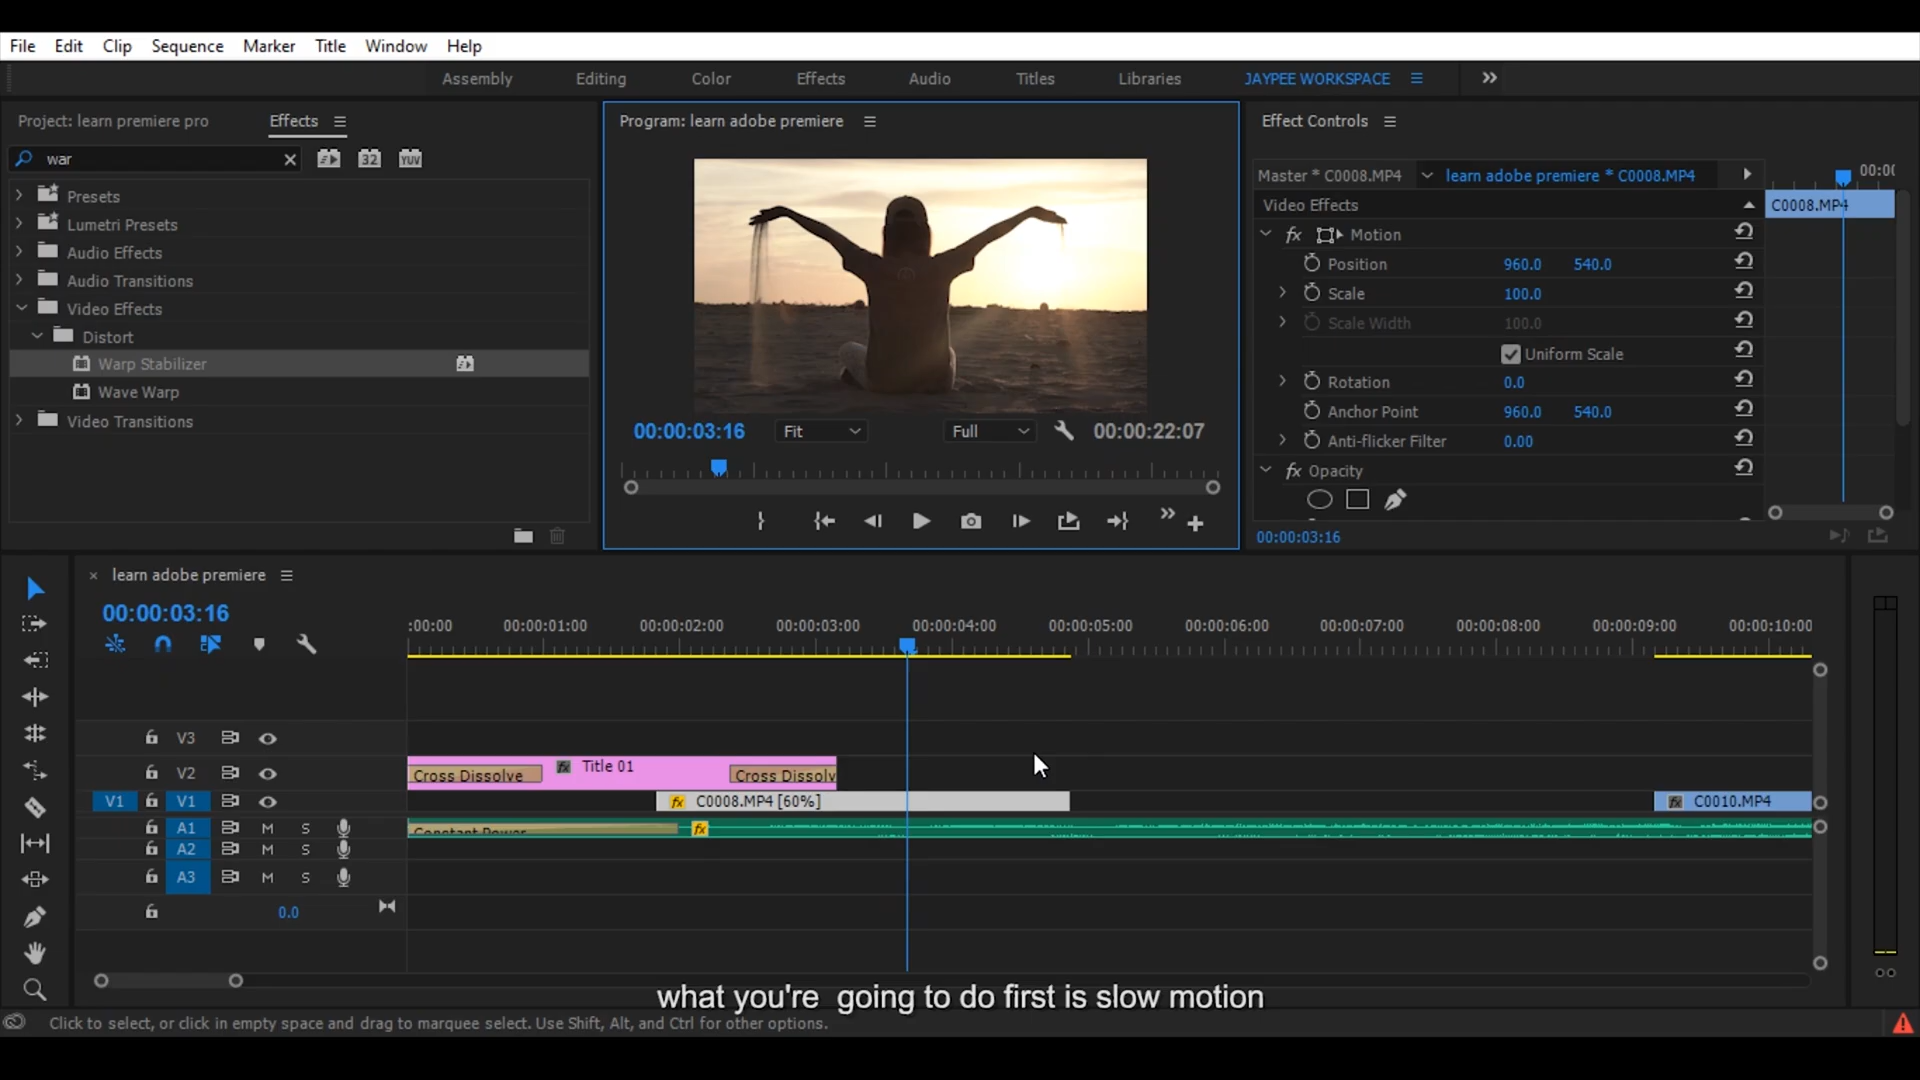 File Edit Clip Sequence Marker Title Window Help
Assembly Editing Color Effects Audio Titles Libraries JAYPEE WORKSPACE
Project: learn premiere pro Effects
war
32 YUV
Presets
Lumetri Presets
Audio Effects
Audio Transitions
Video Effects
Distort
Warp Stabilizer
Wave Warp
Video Transitions
Program: learn adobe premiere
00:00:03:16 Fit Full 00:00:22:07
Effect Controls
Master * C0008.MP4 learn adobe premiere * C0008.MP4
00:00
Video Effects C0008.MP4
fx Motion
Position 960.0 540.0
Scale 100.0
Scale Width 100.0
Uniform Scale
Rotation 0.0
Anchor Point 960.0 540.0
Anti-flicker Filter 0.00
fx Opacity
00:00:03:16
learn adobe premiere
00:00:03:16
:00:00 00:00:01:00 00:00:02:00 00:00:03:00 00:00:04:00 00:00:05:00 00:00:06:00 00:00:07:00 00:00:08:00 00:00:09:00 00:00:10:00
V3
V2 Cross Dissolve fx Title 01 Cross Dissolv
V1 V1 fx C0008.MP4 [60%] fx C0010.MP4
A1 M S Constant Power fx
A2 M S
A3 M S
0.0
what you're going to do first is slow motion
Click to select, or click in empty space and drag to marquee select. Use Shift, Alt, and Ctrl for other options.